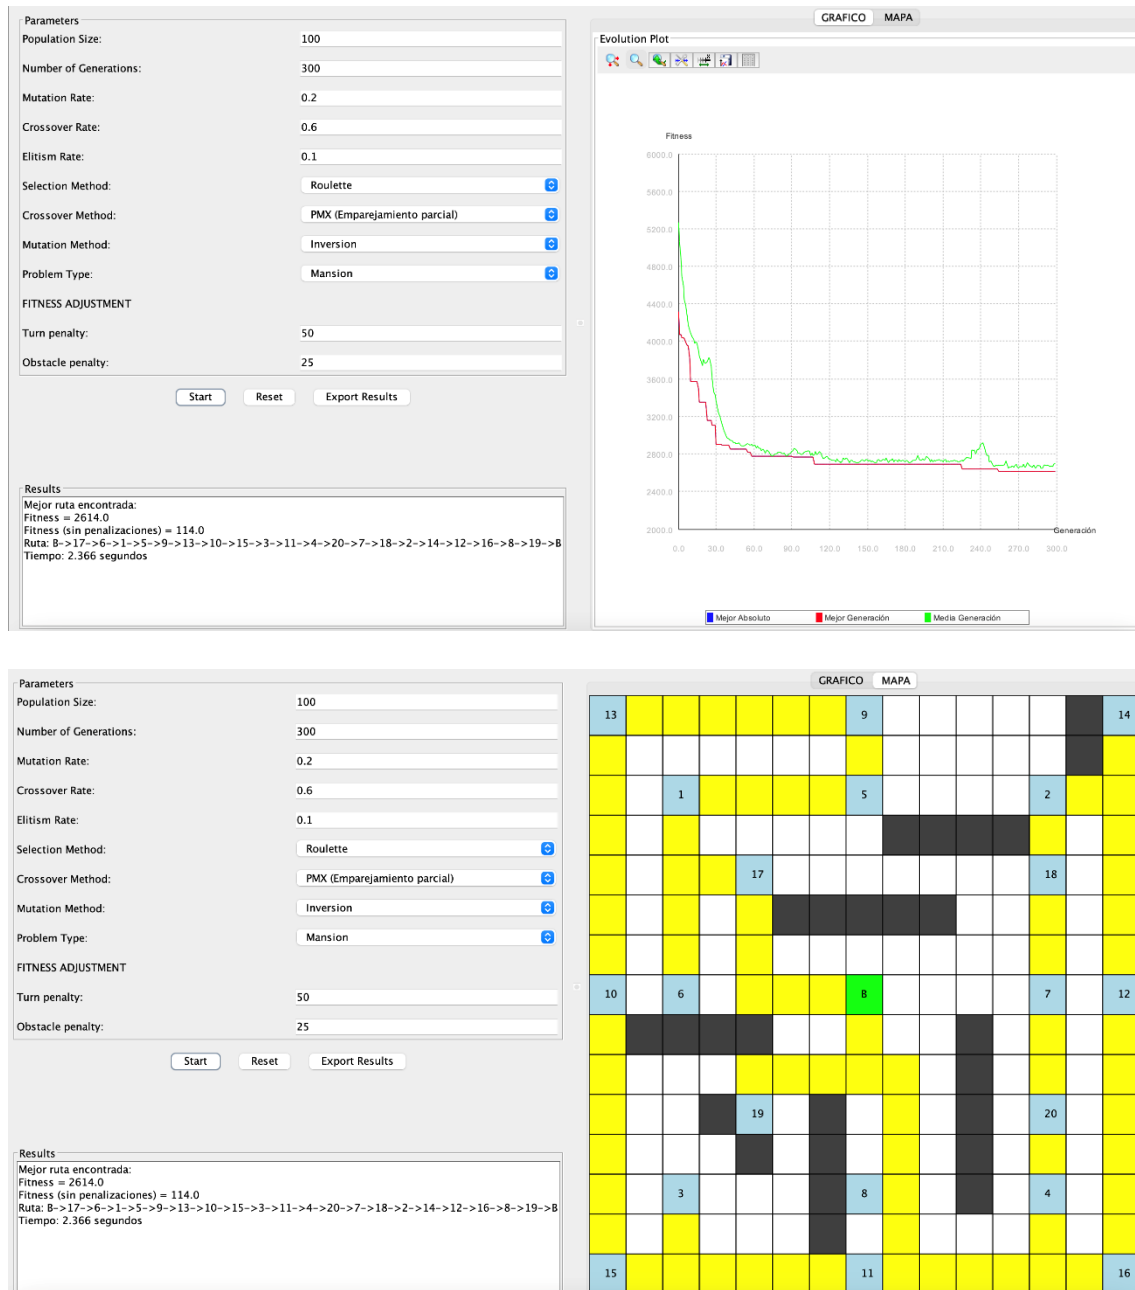 Parameters
Population Size: 100
Number of Generations: 300
Mutation Rate: 0.2
Crossover Rate: 0.6
Elitism Rate: 0.1
Selection Method: Roulette
Crossover Method: PMX (Emparejamiento parcial)
Mutation Method: Inversion
Problem Type: Mansion
FITNESS ADJUSTMENT
Turn penalty: 50
Obstacle penalty: 25
Start Reset Export Results
Results
Mejor ruta encontrada:
Fitness = 2614.0
Fitness (sin penalizaciones) = 114.0
Ruta: B->17->6->1->5->9->13->10->15->3->11->4->20->7->18->2->14->12->16->8->19->B
Tiempo: 2.366 segundos
GRAFICO MAPA
Evolution Plot
Fitness
6000.0
5600.0
5200.0
4800.0
4400.0
4000.0
3600.0
3200.0
2800.0
2400.0
2000.0
Generación
0.0 30.0 60.0 90.0 120.0 150.0 180.0 210.0 240.0 270.0 300.0
Mejor Absoluto Mejor Generación Media Generación
Parameters
Population Size: 100
Number of Generations: 300
Mutation Rate: 0.2
Crossover Rate: 0.6
Elitism Rate: 0.1
Selection Method: Roulette
Crossover Method: PMX (Emparejamiento parcial)
Mutation Method: Inversion
Problem Type: Mansion
FITNESS ADJUSTMENT
Turn penalty: 50
Obstacle penalty: 25
Start Reset Export Results
Results
Mejor ruta encontrada:
Fitness = 2614.0
Fitness (sin penalizaciones) = 114.0
Ruta: B->17->6->1->5->9->13->10->15->3->11->4->20->7->18->2->14->12->16->8->19->B
Tiempo: 2.366 segundos
GRAFICO MAPA
13 9 14
1 5 2
17 18
10 6 B 7 12
19 20
3 8 4
15 11 16